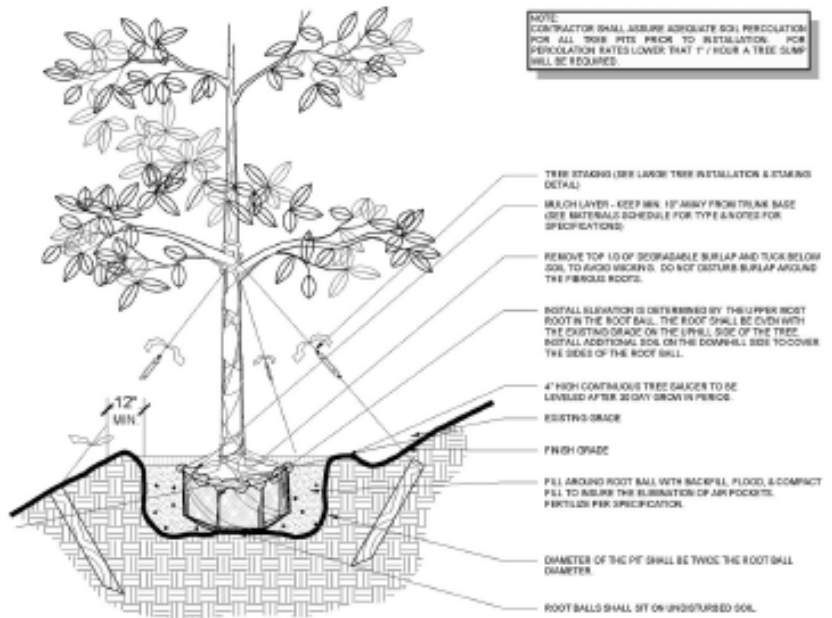 NOTE:
CONTRACTOR SHALL ASSURE ADEQUATE SOIL PERCOLATION
FOR ALL TREE PITS PRIOR TO INSTALLATION. FOR
PERCOLATION RATES LOWER THAT 1" / HOUR A TREE SUMP
WILL BE REQUIRED.
TREE STAKING (SEE LARGE TREE INSTALLATION & STAKING
DETAIL)
MULCH LAYER - KEEP MIN. 10" AWAY FROM TRUNK BASE
(SEE MATERIALS SCHEDULE FOR TYPE & NOTES FOR
SPECIFICATIONS)
REMOVE TOP 1/3 OF DEGRADABLE BURLAP AND TUCK BELOW
SOIL, TO AVOID WICKING. DO NOT DISTURB BURLAP AROUND
THE FIBROUS ROOTS.
INSTALL ELEVATION IS DETERMINED BY THE UPPER MOST
ROOT IN THE ROOT BALL. THE ROOT SHALL BE EVEN WITH
THE EXISTING GRADE ON THE UPHILL SIDE OF THE TREE.
INSTALL ADDITIONAL SOIL ON THE DOWNHILL SIDE TO COVER
THE SIDES OF THE ROOT BALL.
4" HIGH CONTINUOUS TREE SAUCER TO BE
LEVELED AFTER 30 DAY GROW IN PERIOD.
12"
MIN.
EXISTING GRADE
FINISH GRADE
FILL AROUND ROOT BALL WITH BACKFILL, FLOOD, & COMPACT
FILL TO INSURE THE ELIMINATION OF AIR POCKETS.
FERTILIZE PER SPECIFICATION.
DIAMETER OF THE PIT SHALL BE TWICE THE ROOT BALL
DIAMETER.
ROOT BALLS SHALL SIT ON UNDISTURBED SOIL.